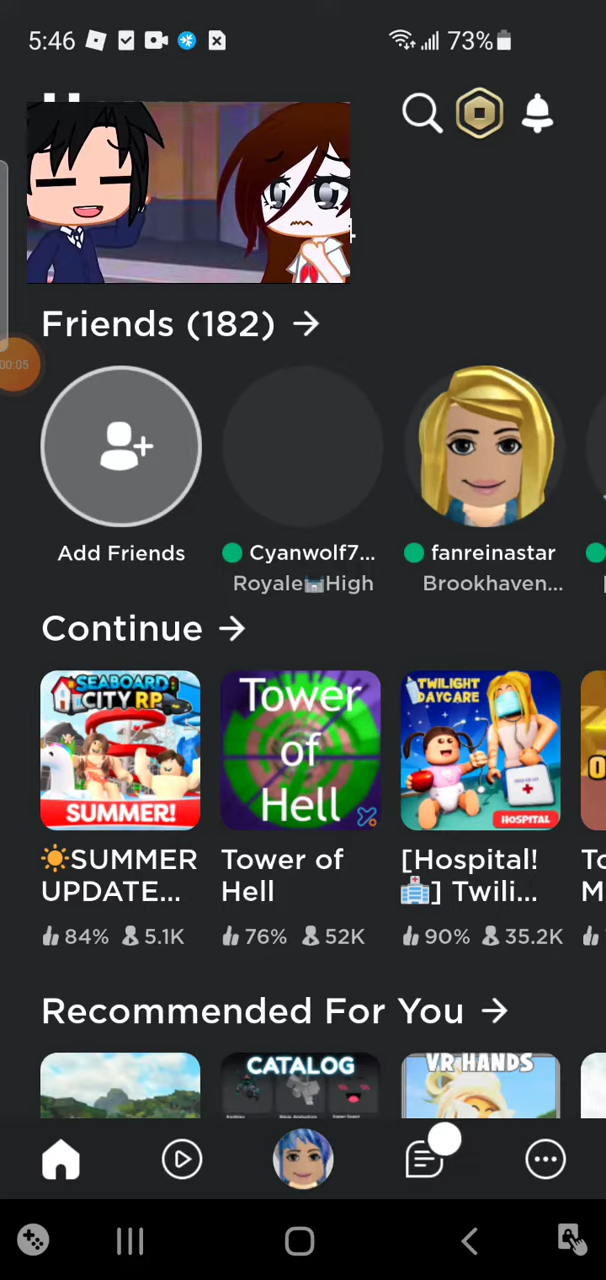 5:46 73%
Friends (182) →
00:05
Add Friends
Cyanwolf7...
fanreinastar
Royale🏰High
Brookhaven...
Continue →
SEABOARD
CITY RP
SUMMER!
Tower
of
Hell
TWILIGHT
DAYCARE
HOSPITAL
☀️SUMMER
UPDATE...
Tower of
Hell
[Hospital!
🏥] Twili...
84% 5.1K
76% 52K
90% 35.2K
Recommended For You →
CATALOG
VR HANDS